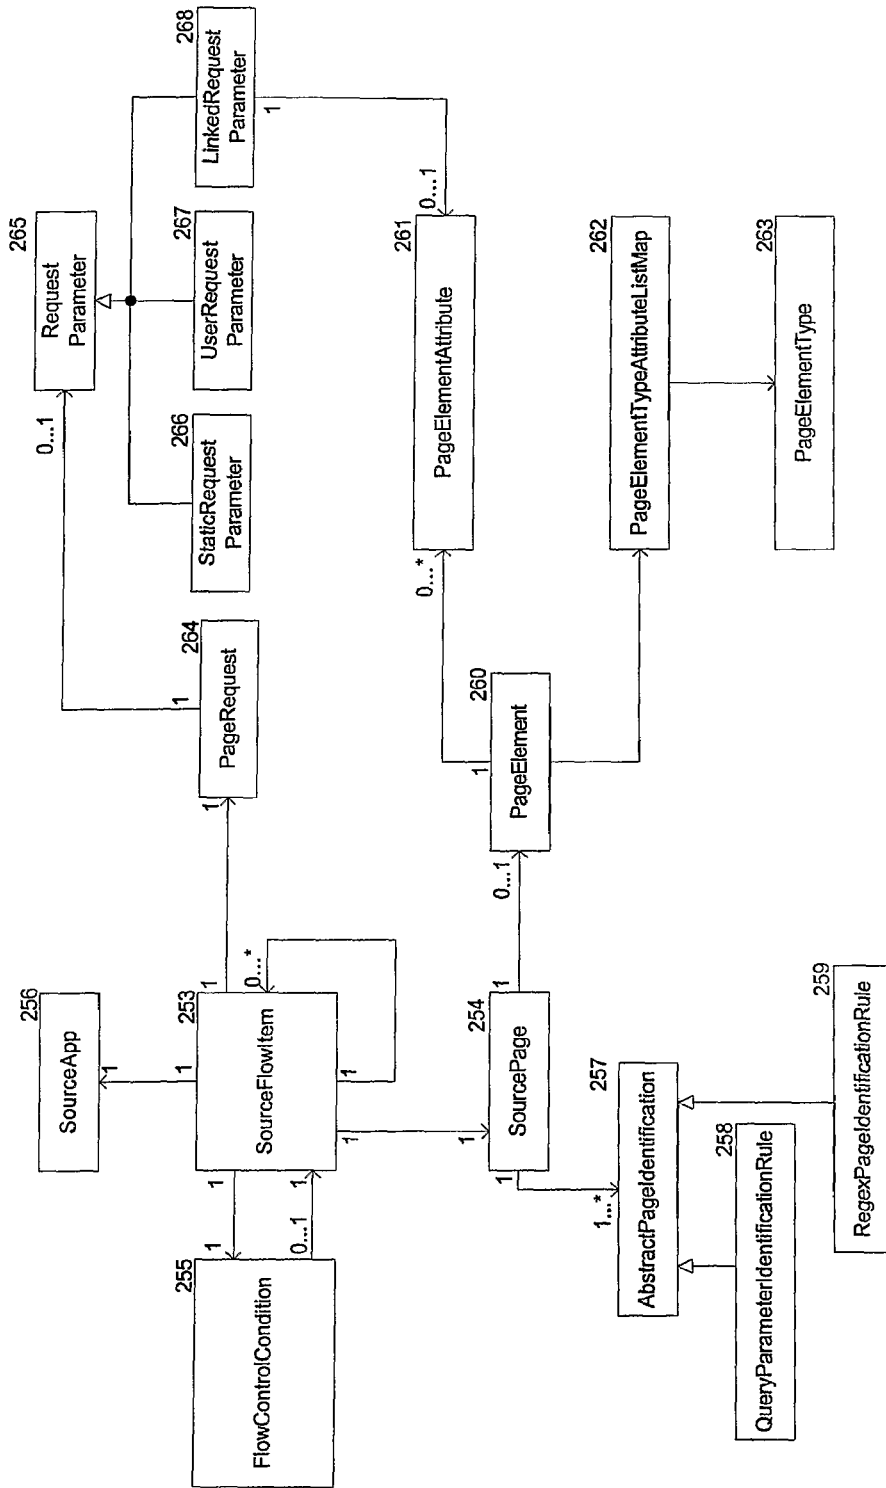 SourceApp
256
Request
Parameter
265
1
0...1
FlowControlCondition
255
1
1
0...1
1
SourceFlowItem
253
1
1
0...*
1
1
1
PageRequest
264
1
StaticRequest
Parameter
266
UserRequest
Parameter
267
LinkedRequest
Parameter
268
1
0...1
1
SourcePage
254
1
1
0...1
PageElement
260
1
0...*
PageElementAttribute
261
1...*
AbstractPageIdentification
257
PageElementTypeAttributeListMap
262
QueryParameterIdentificationRule
258
PageElementType
263
RegexPageIdentificationRule
259